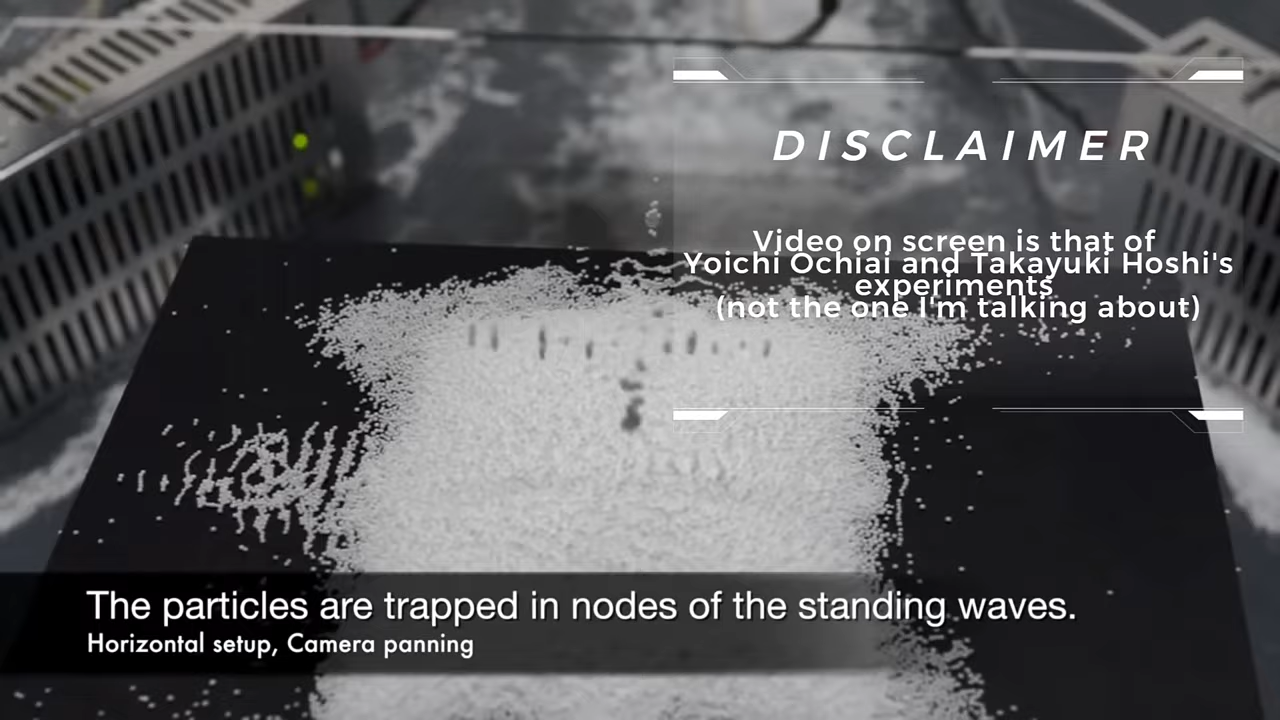 DISCLAIMER
Video on screen is that of
Yoichi Ochiai and Takayuki Hoshi's
experiments
(not the one I'm talking about)
The particles are trapped in nodes of the standing waves.
Horizontal setup, Camera panning